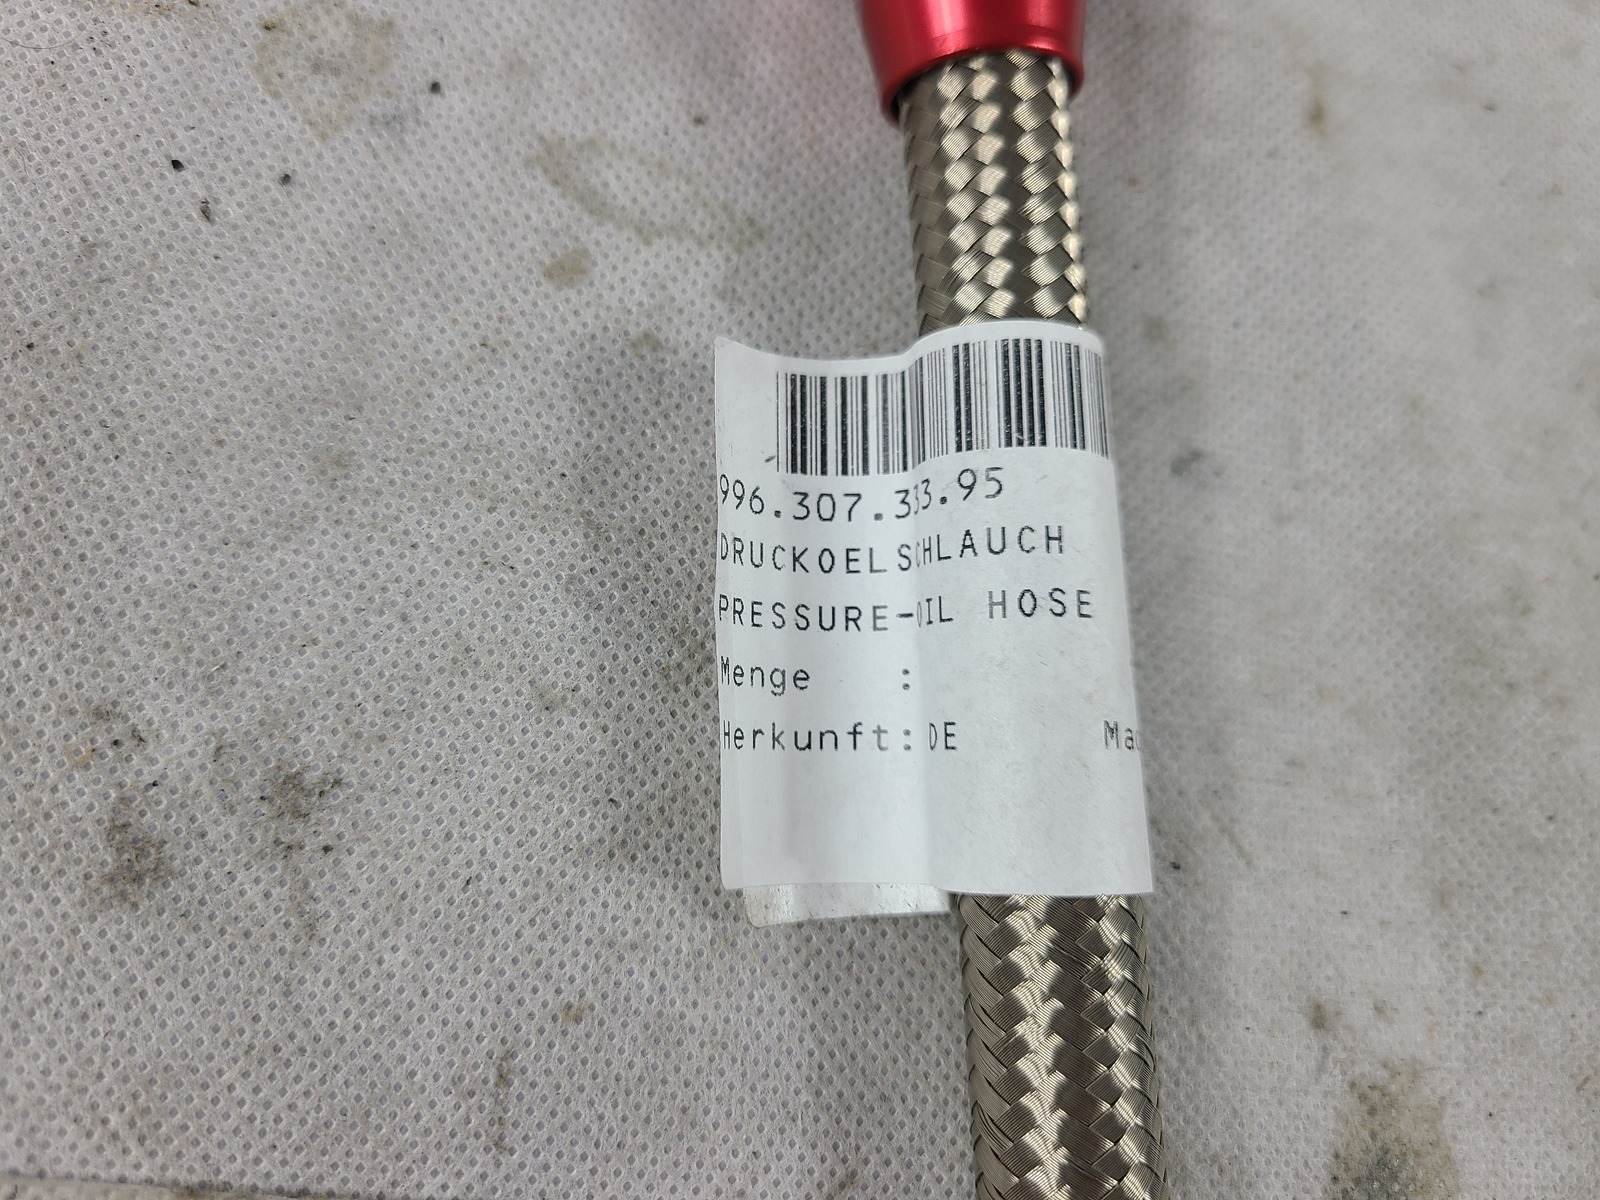 996.307.333.95
DRUCKOELSCHLAUCH
PRESSURE-OIL HOSE
Menge :
Herkunft: DE